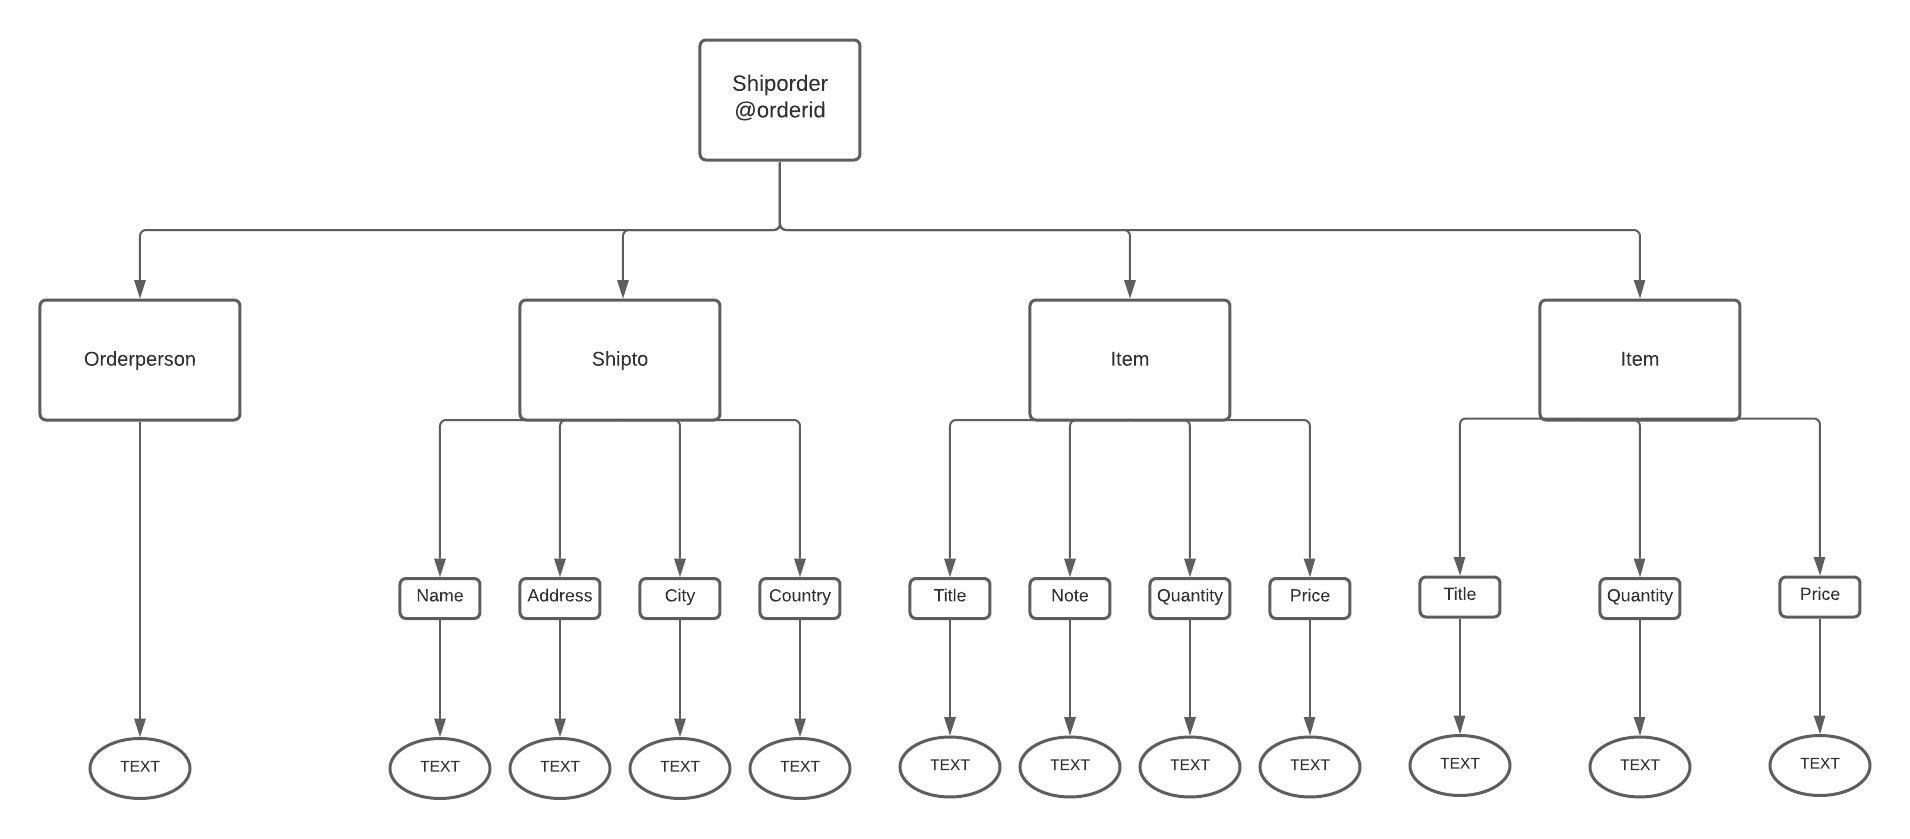 Shiporder
@orderid
Orderperson
Shipto
Item
Item
Name
Address
City
Country
Title
Note
Quantity
Price
Title
Quantity
Price
TEXT
TEXT
TEXT
TEXT
TEXT
TEXT
TEXT
TEXT
TEXT
TEXT
TEXT
TEXT